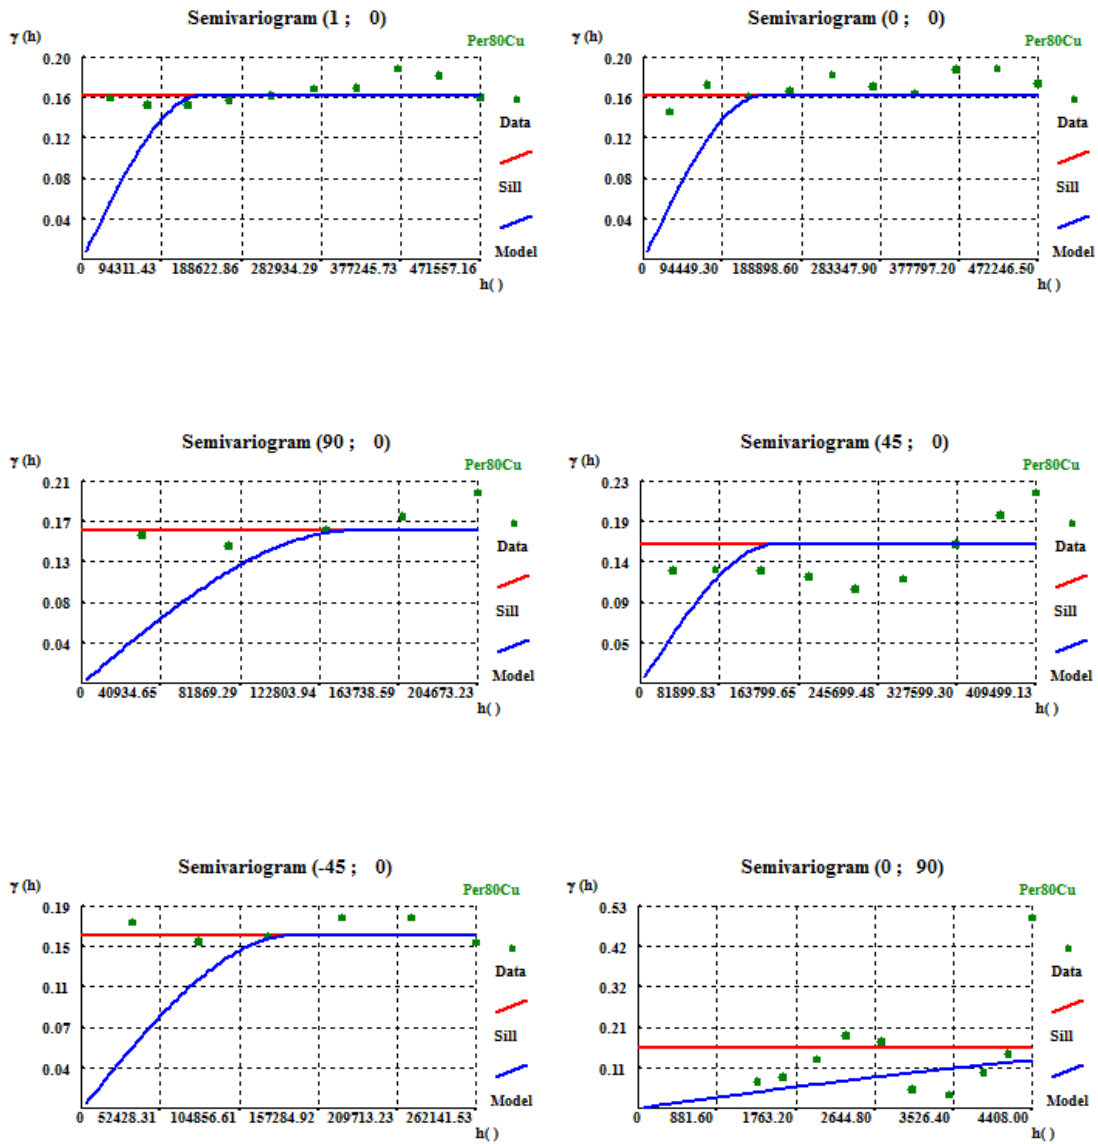 Semivariogram (1 ; 0)
γ (h)
Per80Cu
0.20
0.16
0.12
0.08
0.04
Data
Sill
Model
0 94311.43 188622.86 282934.29 377245.73 471557.16
h( )
Semivariogram (0 ; 0)
γ (h)
Per80Cu
0.20
0.16
0.12
0.08
0.04
Data
Sill
Model
0 94449.30 188898.60 283347.90 377797.20 472246.50
h( )
Semivariogram (90 ; 0)
γ (h)
Per80Cu
0.21
0.17
0.13
0.08
0.04
Data
Sill
Model
0 40934.65 81869.29 122803.94 163738.59 204673.23
h( )
Semivariogram (45 ; 0)
γ (h)
Per80Cu
0.23
0.19
0.14
0.09
0.05
Data
Sill
Model
0 81899.83 163799.65 245699.48 327599.30 409499.13
h( )
Semivariogram (-45 ; 0)
γ (h)
Per80Cu
0.19
0.15
0.11
0.07
0.04
Data
Sill
Model
0 52428.31 104856.61 157284.92 209713.23 262141.53
h( )
Semivariogram (0 ; 90)
γ (h)
Per80Cu
0.53
0.42
0.32
0.21
0.11
Data
Sill
Model
0 881.60 1763.20 2644.80 3526.40 4408.00
h( )